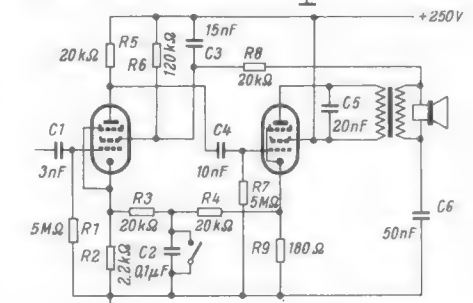 +250V
15nF
R5
R8
20kΩ
R6
120kΩ
C3
20kΩ
C5
20nF
C1
C4
3nF
10nF
R7
5MΩ
C6
R3
R4
5MΩ
R1
20kΩ
20kΩ
50nF
R2
2.2kΩ
C2
0,1μF
R9
180Ω